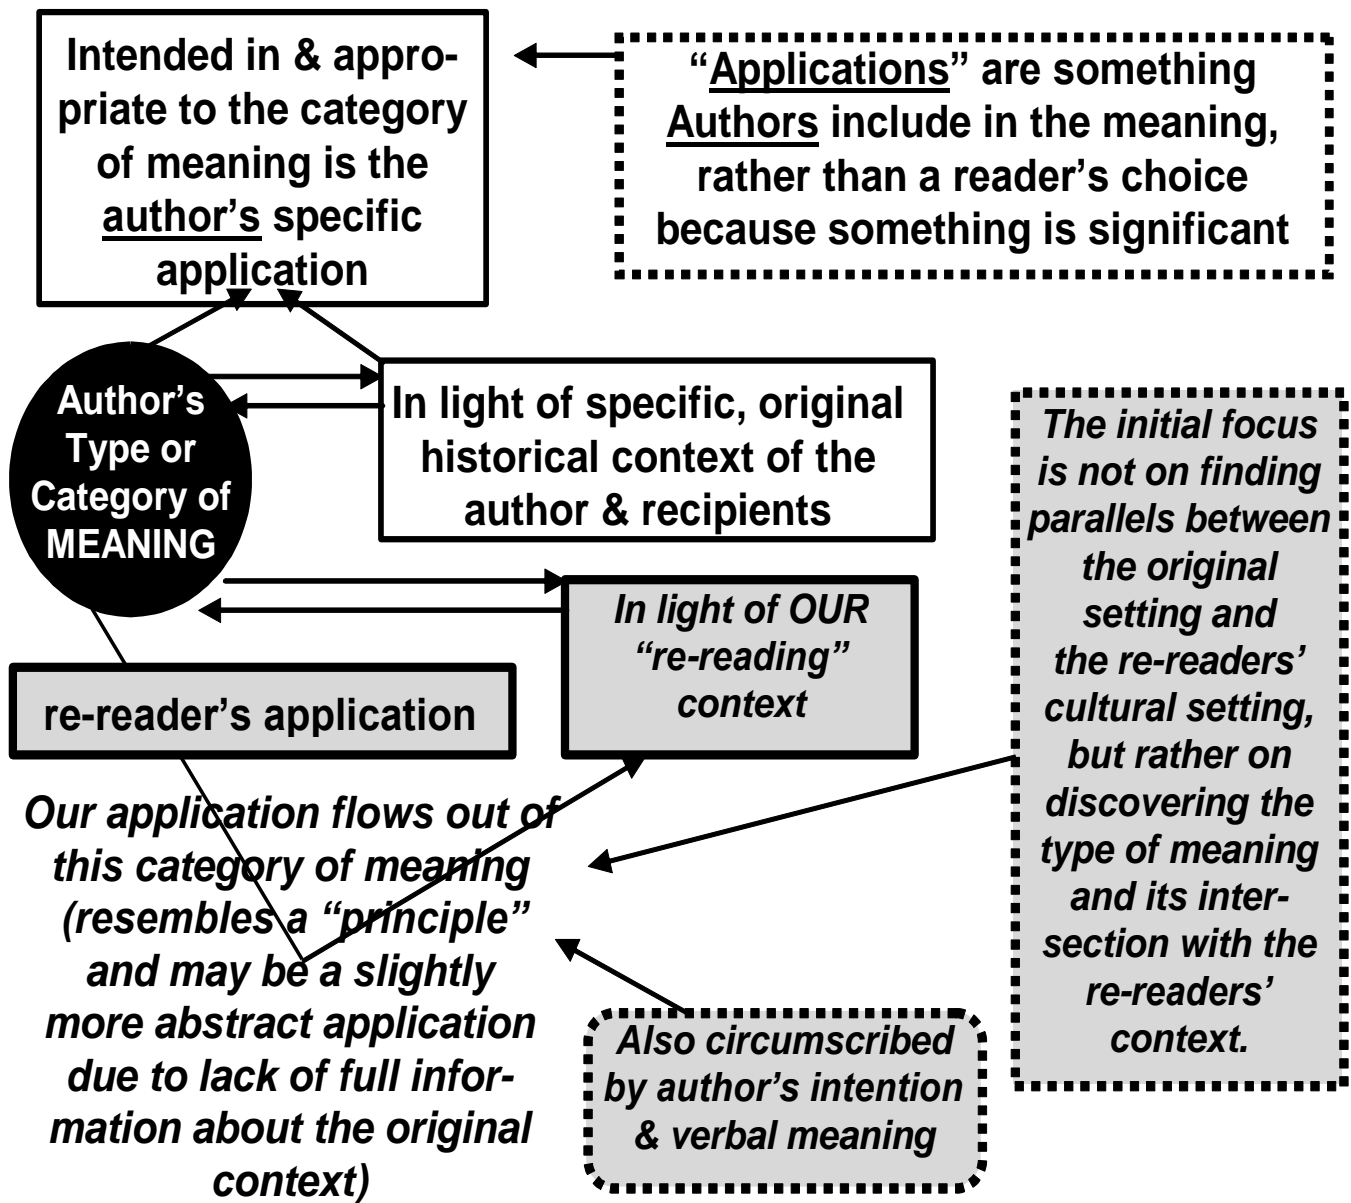 Intended in & appro-
priate to the category
of meaning is the
author's specific
application
“Applications” are something
Authors include in the meaning,
rather than a reader's choice
because something is significant
Author's
Type or
Category of
MEANING
In light of specific, original
historical context of the
author & recipients
The initial focus
is not on finding
parallels between
the original
setting and
the re-readers'
cultural setting,
but rather on
discovering the
type of meaning
and its inter-
section with the
re-readers'
context.
In light of OUR
“re-reading”
context
re-reader's application
Our application flows out of
this category of meaning
(resembles a “principle”
and may be a slightly
more abstract application
due to lack of full infor-
mation about the original
context)
Also circumscribed
by author's intention
& verbal meaning